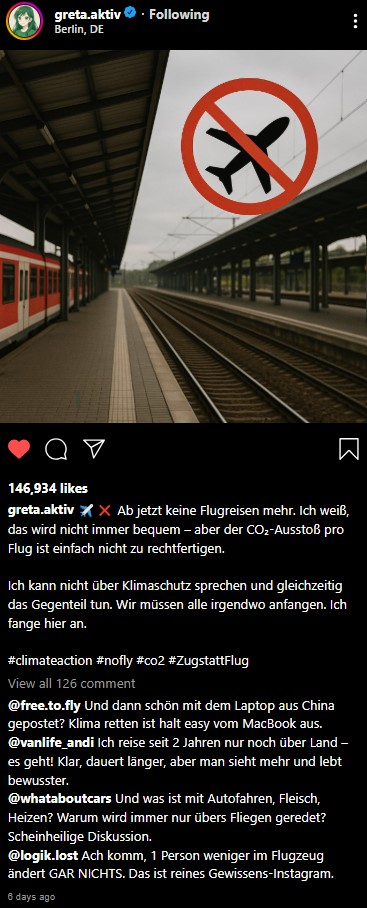 greta.aktiv · Following
Berlin, DE
146,934 likes
greta.aktiv ✈️ ❌ Ab jetzt keine Flugreisen mehr. Ich weiß,
das wird nicht immer bequem – aber der CO₂-Ausstoß pro
Flug ist einfach nicht zu rechtfertigen.
Ich kann nicht über Klimaschutz sprechen und gleichzeitig
das Gegenteil tun. Wir müssen alle irgendwo anfangen. Ich
fange hier an.
#climateaction #nofly #co2 #ZugstattFlug
View all 126 comment
@free.to.fly Und dann schön mit dem Laptop aus China
gepostet? Klima retten ist halt easy vom MacBook aus.
@vanlife_andi Ich reise seit 2 Jahren nur noch über Land –
es geht! Klar, dauert länger, aber man sieht mehr und lebt
bewusster.
@whataboutcars Und was ist mit Autofahren, Fleisch,
Heizen? Warum wird immer nur übers Fliegen geredet?
Scheinheilige Diskussion.
@logik.lost Ach komm, 1 Person weniger im Flugzeug
ändert GAR NICHTS. Das ist reines Gewissens-Instagram.
6 days ago